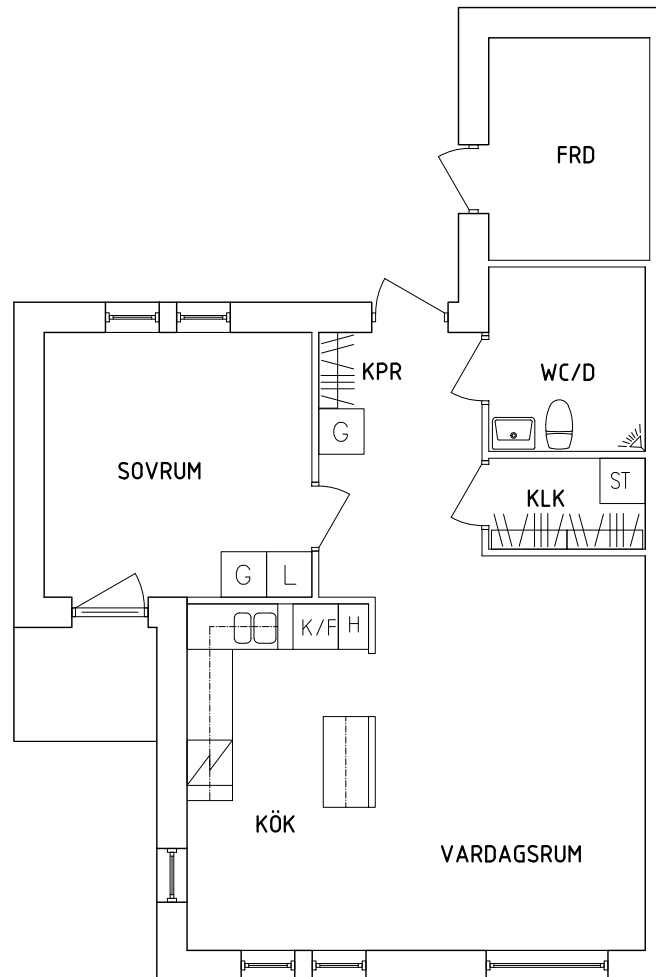 FRD
KPR
WC/D
G
SOVRUM
ST
KLK
G L
K/F H
KÖK
VARDAGSRUM